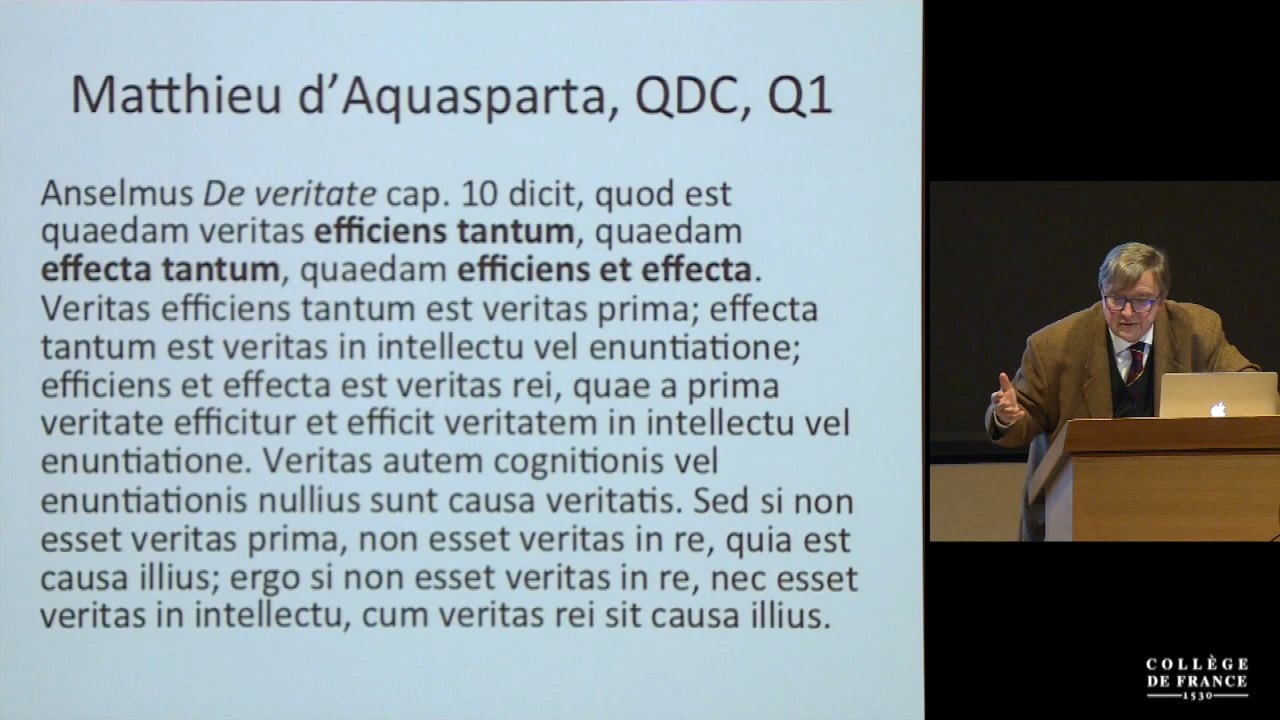 Matthieu d’Aquasparta, QDC, Q1
Anselmus De veritate cap. 10 dicit, quod est
quaedam veritas efficiens tantum, quaedam
effecta tantum, quaedam efficiens et effecta.
Veritas efficiens tantum est veritas prima; effecta
tantum est veritas in intellectu vel enuntiatione;
efficiens et effecta est veritas rei, quae a prima
veritate efficitur et efficit veritatem in intellectu vel
enuntiatione. Veritas autem cognitionis vel
enuntiationis nullius sunt causa veritatis. Sed si non
esset veritas prima, non esset veritas in re, quia est
causa illius; ergo si non esset veritas in re, nec esset
veritas in intellectu, cum veritas rei sit causa illius.
COLLÈGE
DE FRANCE
1530